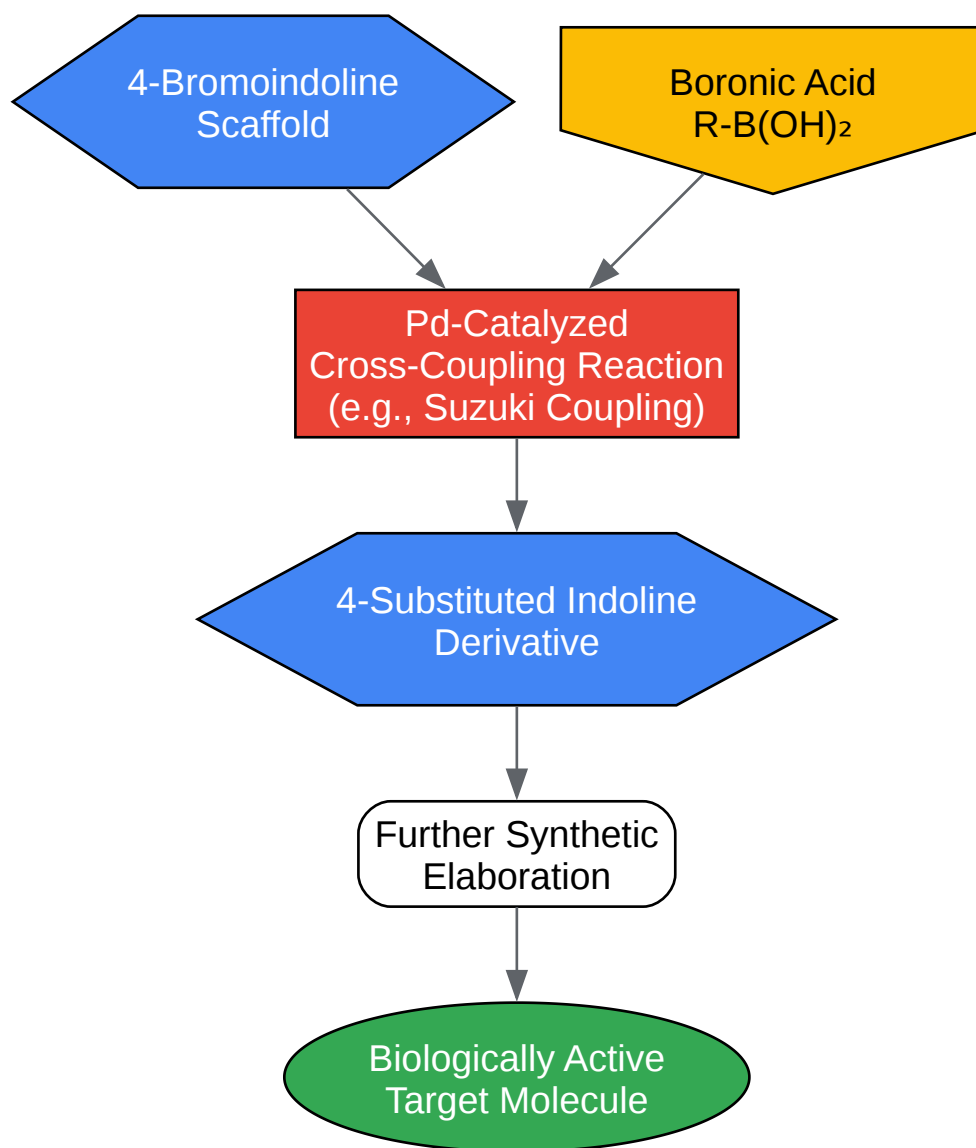 4-Bromoindoline
Scaffold
Boronic Acid
R-B(OH)₂
Pd-Catalyzed
Cross-Coupling Reaction
(e.g., Suzuki Coupling)
4-Substituted Indoline
Derivative
Further Synthetic
Elaboration
Biologically Active
Target Molecule